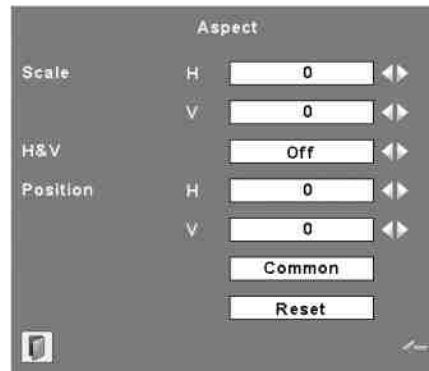 Aspect
Scale H 0
V 0
H&V Off
Position H 0
V 0
Common
Reset